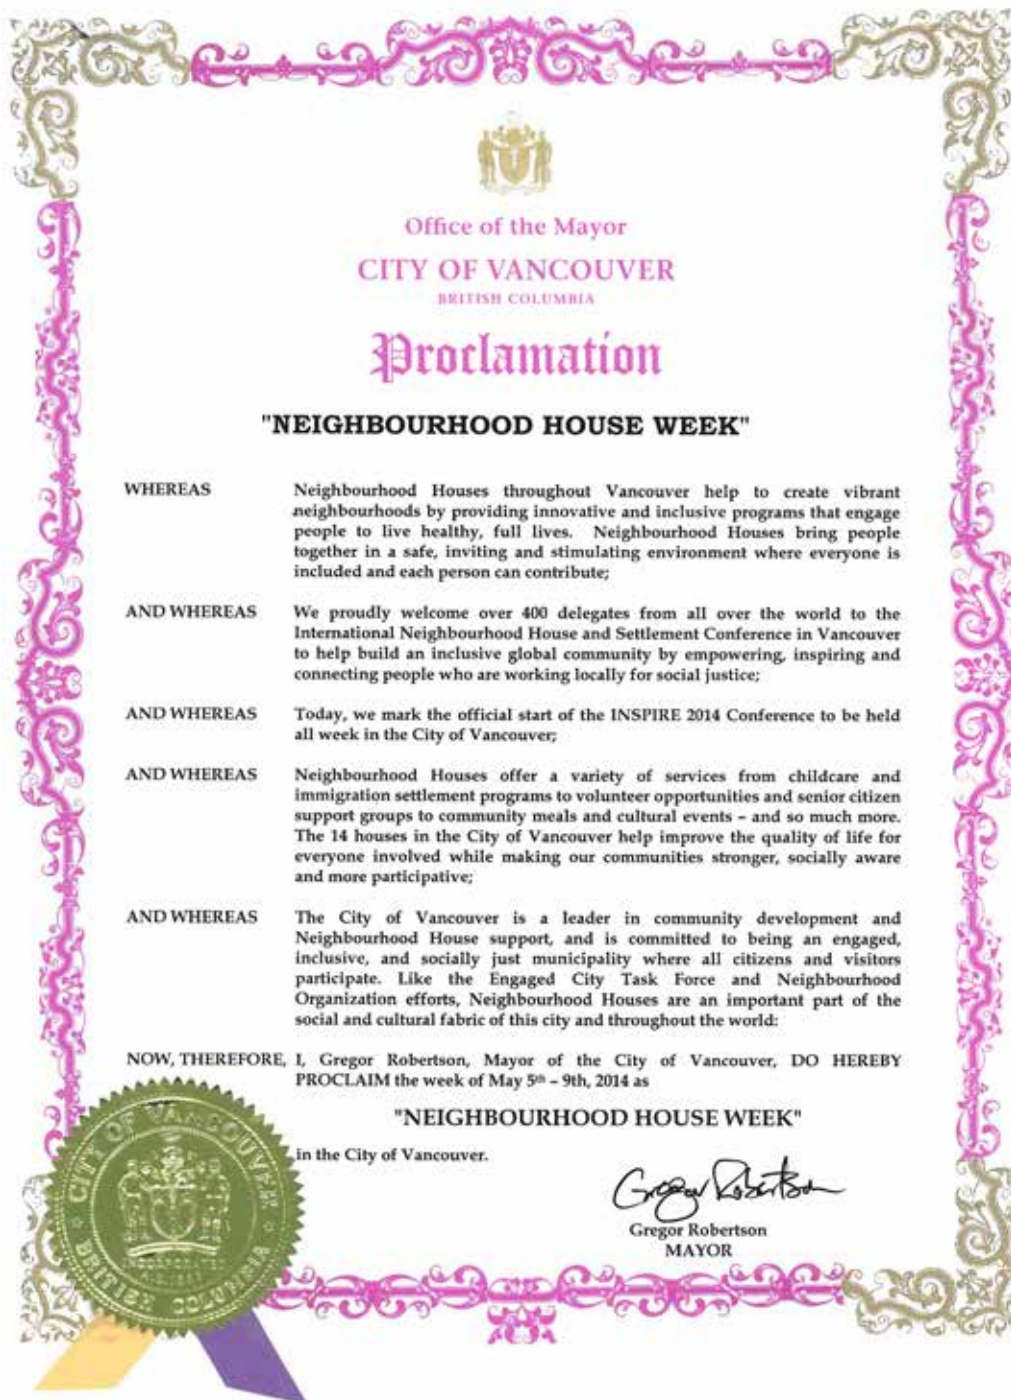 Office of the Mayor
CITY OF VANCOUVER
BRITISH COLUMBIA
Proclamation
"NEIGHBOURHOOD HOUSE WEEK"
WHEREAS Neighbourhood Houses throughout Vancouver help to create vibrant
neighbourhoods by providing innovative and inclusive programs that engage
people to live healthy, full lives. Neighbourhood Houses bring people
together in a safe, inviting and stimulating environment where everyone is
included and each person can contribute;
AND WHEREAS We proudly welcome over 400 delegates from all over the world to the
International Neighbourhood House and Settlement Conference in Vancouver
to help build an inclusive global community by empowering, inspiring and
connecting people who are working locally for social justice;
AND WHEREAS Today, we mark the official start of the INSPIRE 2014 Conference to be held
all week in the City of Vancouver;
AND WHEREAS Neighbourhood Houses offer a variety of services from childcare and
immigration settlement programs to volunteer opportunities and senior citizen
support groups to community meals and cultural events – and so much more.
The 14 houses in the City of Vancouver help improve the quality of life for
everyone involved while making our communities stronger, socially aware
and more participative;
AND WHEREAS The City of Vancouver is a leader in community development and
Neighbourhood House support, and is committed to being an engaged,
inclusive, and socially just municipality where all citizens and visitors
participate. Like the Engaged City Task Force and Neighbourhood
Organization efforts, Neighbourhood Houses are an important part of the
social and cultural fabric of this city and throughout the world:
NOW, THEREFORE, I, Gregor Robertson, Mayor of the City of Vancouver, DO HEREBY
PROCLAIM the week of May 5th – 9th, 2014 as
"NEIGHBOURHOOD HOUSE WEEK"
in the City of Vancouver.
Gregor Robertson
Gregor Robertson
MAYOR
CITY OF VANCOUVER
BRITISH COLUMBIA
INCORPORATED